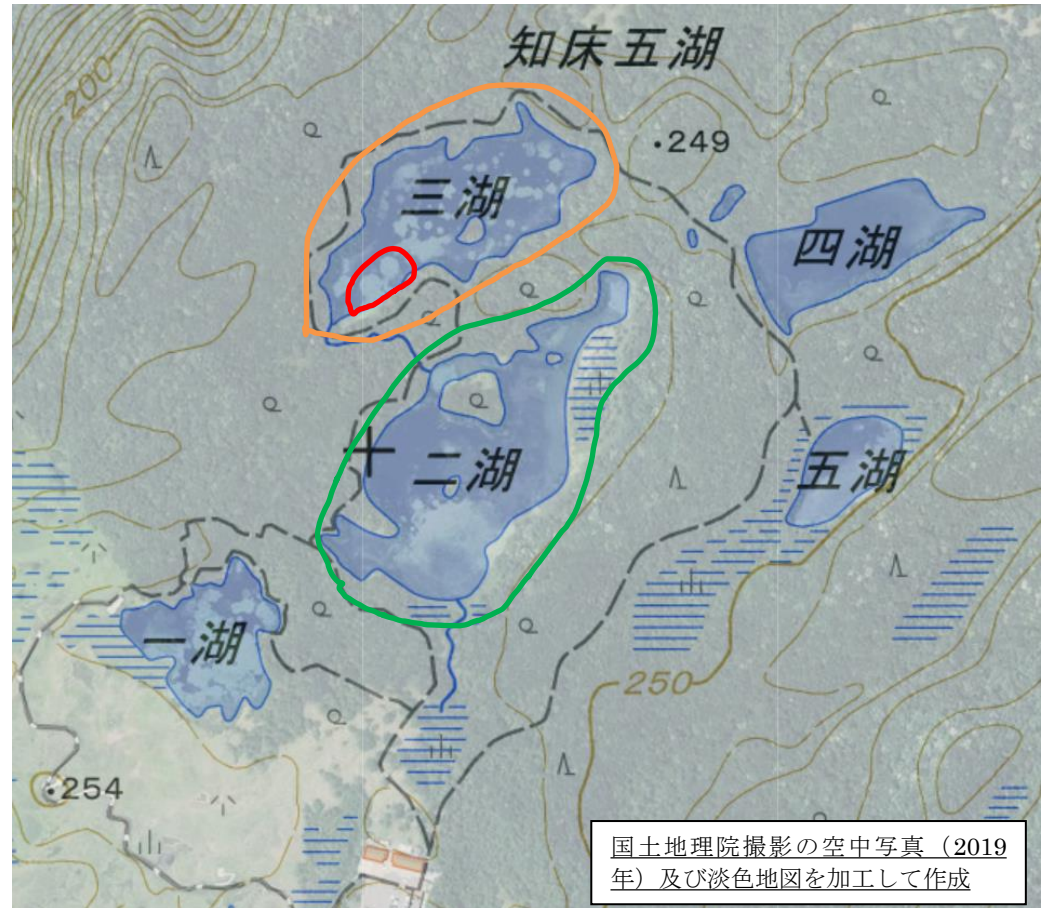 知床五湖
200
・249
三湖
四湖
二湖
五湖
一湖
250
・254
国土地理院撮影の空中写真（2019
年）及び淡色地図を加工して作成